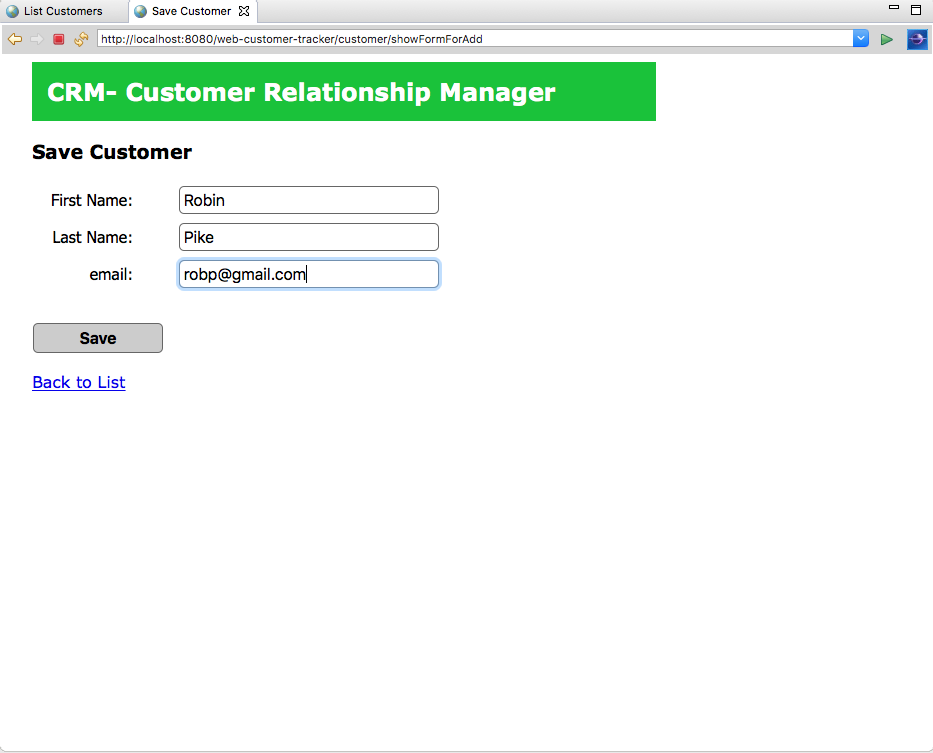 List Customers Save Customer
http://localhost:8080/web-customer-tracker/customer/showFormForAdd
CRM- Customer Relationship Manager
Save Customer
First Name: Robin
Last Name: Pike
email: robp@gmail.com
Save
Back to List